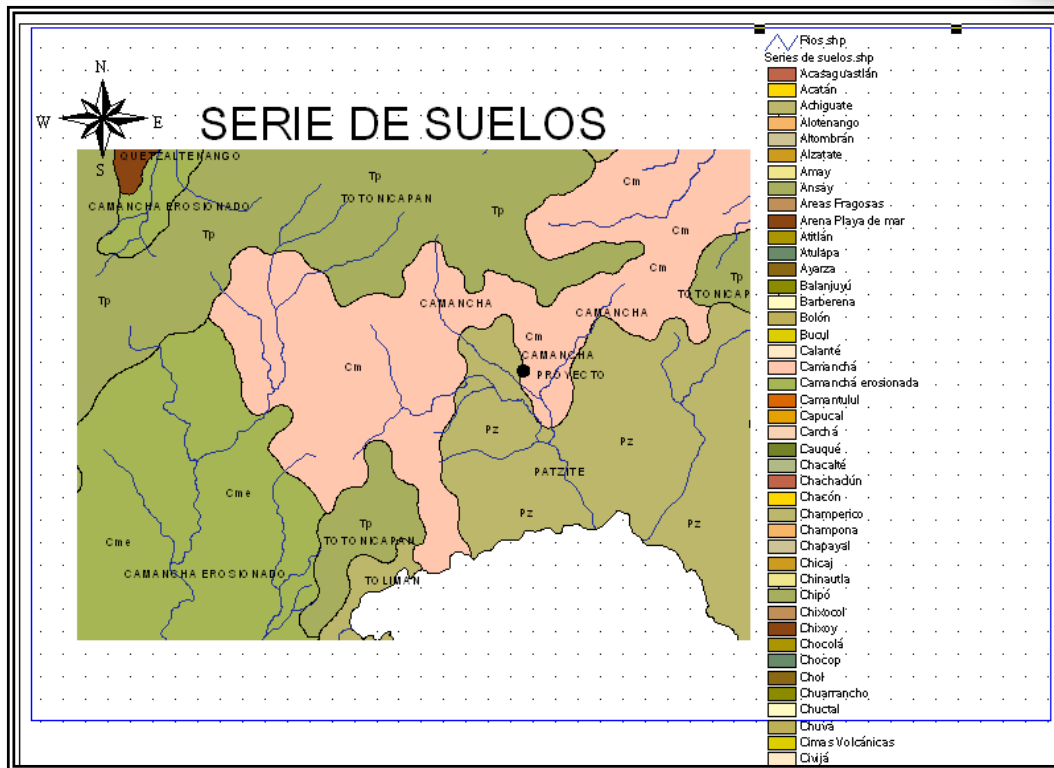 N
W
E
S
SERIE DE SUELOS
QUETZALTENANGO
CAMANCHA EROSIONADO
Tp
TOTONICAPAN
Tp
Tp
Tp
Cm
Cm
Cm
Tp
TOTONICAP
CAMANCHA
CAMANCHA
Cm
CAMANCHA
PROYECTO
Cm
Pz
Pz
PATZITE
Pz
Pz
Cme
Cme
Tp
TOTONICAPAN
TOLIMAN
CAMANCHA EROSIONADO
Rios.shp
Series de suelos.shp
Acasaguastlán
Acatán
Achiguate
Alotenango
Altombrán
Alzatate
Amay
Ansáy
Areas Fragosas
Arena Playa de mar
Atitlán
Atulapa
Ayarza
Balanjuyú
Barberena
Bolón
Bucul
Calanté
Camanchá
Camanchá erosionada
Camantulul
Capucal
Carchá
Cauqué
Chacalté
Chachadún
Chacón
Champerico
Champona
Chapayal
Chicaj
Chinautla
Chipó
Chixocol
Chixoy
Chocolá
Chocop
Chol
Chuarrancho
Chuctal
Chuvá
Cimas Volcánicas
Civijá